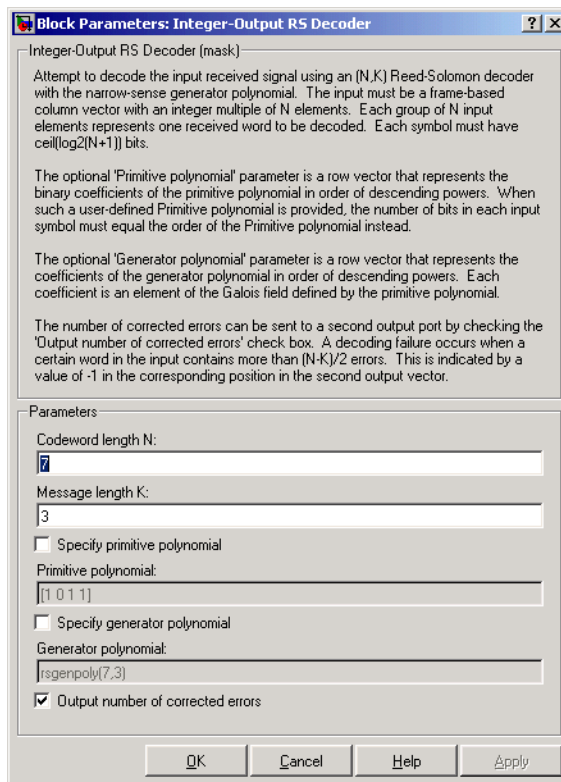 Block Parameters: Integer-Output RS Decoder
Integer-Output RS Decoder (mask)
Attempt to decode the input received signal using an (N,K) Reed-Solomon decoder
with the narrow-sense generator polynomial. The input must be a frame-based
column vector with an integer multiple of N elements. Each group of N input
elements represents one received word to be decoded. Each symbol must have
ceil(log2(N+1)) bits.
The optional 'Primitive polynomial' parameter is a row vector that represents the
binary coefficients of the primitive polynomial in order of descending powers. When
such a user-defined Primitive polynomial is provided, the number of bits in each input
symbol must equal the order of the Primitive polynomial instead.
The optional 'Generator polynomial' parameter is a row vector that represents the
coefficients of the generator polynomial in order of descending powers. Each
coefficient is an element of the Galois field defined by the primitive polynomial.
The number of corrected errors can be sent to a second output port by checking the
'Output number of corrected errors' check box. A decoding failure occurs when a
certain word in the input contains more than (N-K)/2 errors. This is indicated by a
value of -1 in the corresponding position in the second output vector.
Parameters
Codeword length N:
7
Message length K:
3
Specify primitive polynomial
Primitive polynomial:
[1 0 1 1]
Specify generator polynomial
Generator polynomial:
rsgenpoly(7,3)
Output number of corrected errors
OK Cancel Help Apply